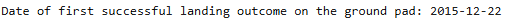 Date of first successful landing outcome on the ground pad: 2015-12-22